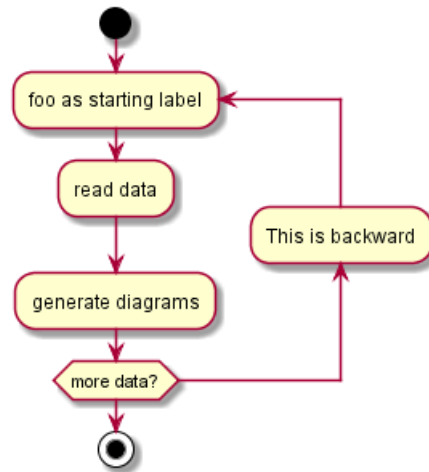 foo as starting label
read data
This is backward
generate diagrams
more data?